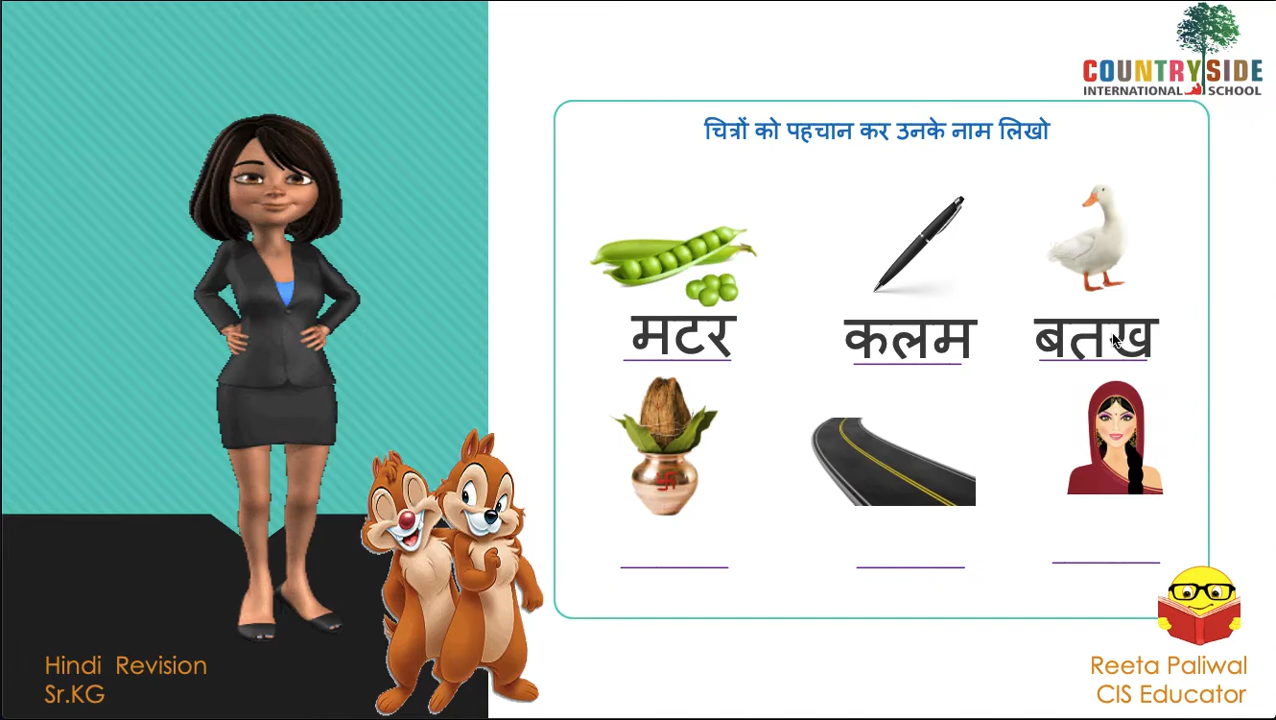 COUNTRYSIDE
INTERNATIONAL SCHOOL
चित्रों को पहचान कर उनके नाम लिखो
मटर
कलम
बतख
Hindi Revision
Sr.KG
Reeta Paliwal
CIS Educator